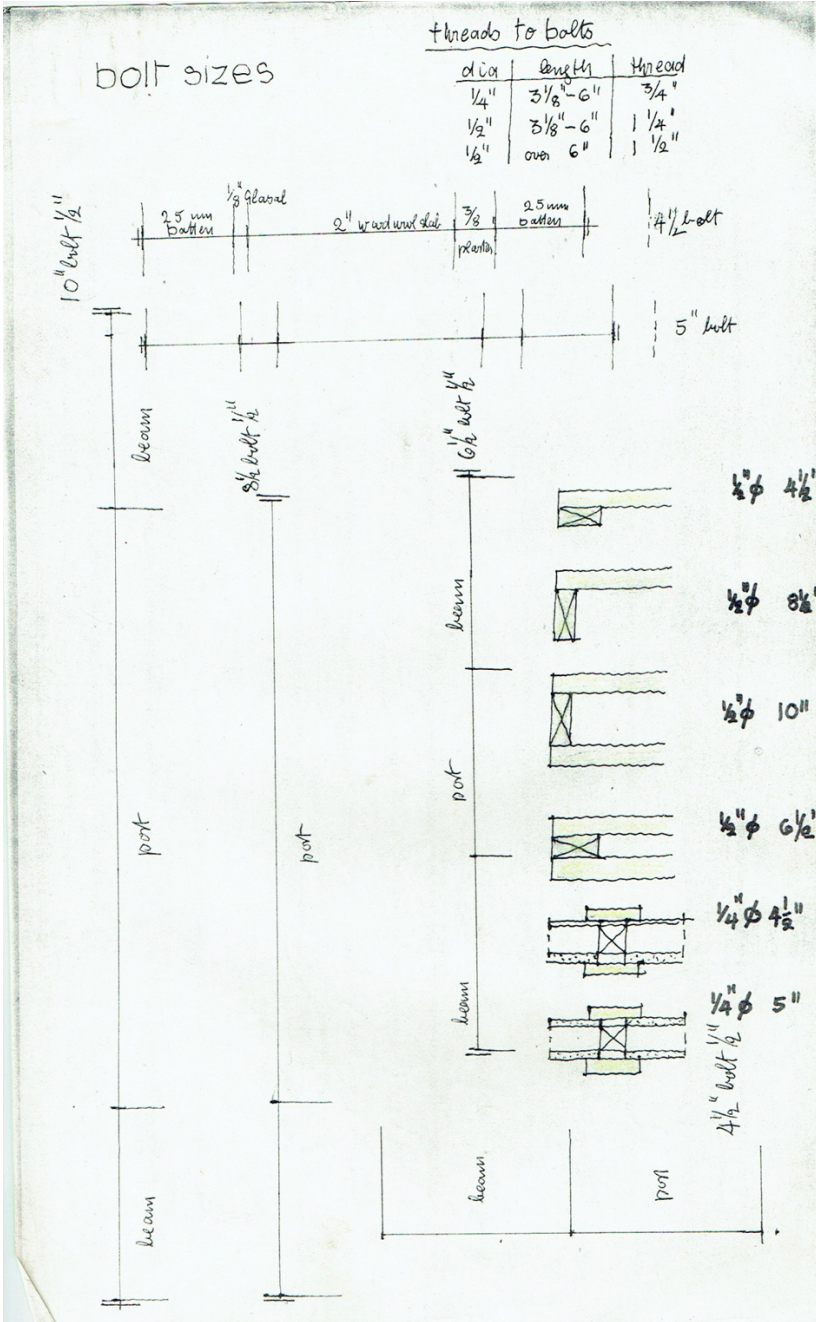 threads to bolts
bolt sizes
dia length thread
1/4" 3 1/8"-6" 3/4"
1/2" 3 1/8"-6" 1 1/4"
1/2" over 6" 1 1/2"
10" bolt 1/2"
25 mm batten
1/8" Glasal
2" woodwool slab
3/8 plaster
25 mm batten
4 1/2 bolt
5" bolt
8 1/2 bolt 1/2"
6 1/2" bolt 1/2"
beam
post
beam
post
beam
post
beam
1/2"ϕ 4 1/2"
1/2"ϕ 8 1/2"
1/2"ϕ 10"
1/2"ϕ 6 1/2"
1/4"ϕ 4 1/2"
1/4"ϕ 5"
4 1/2" bolt 1/2"
beam
post